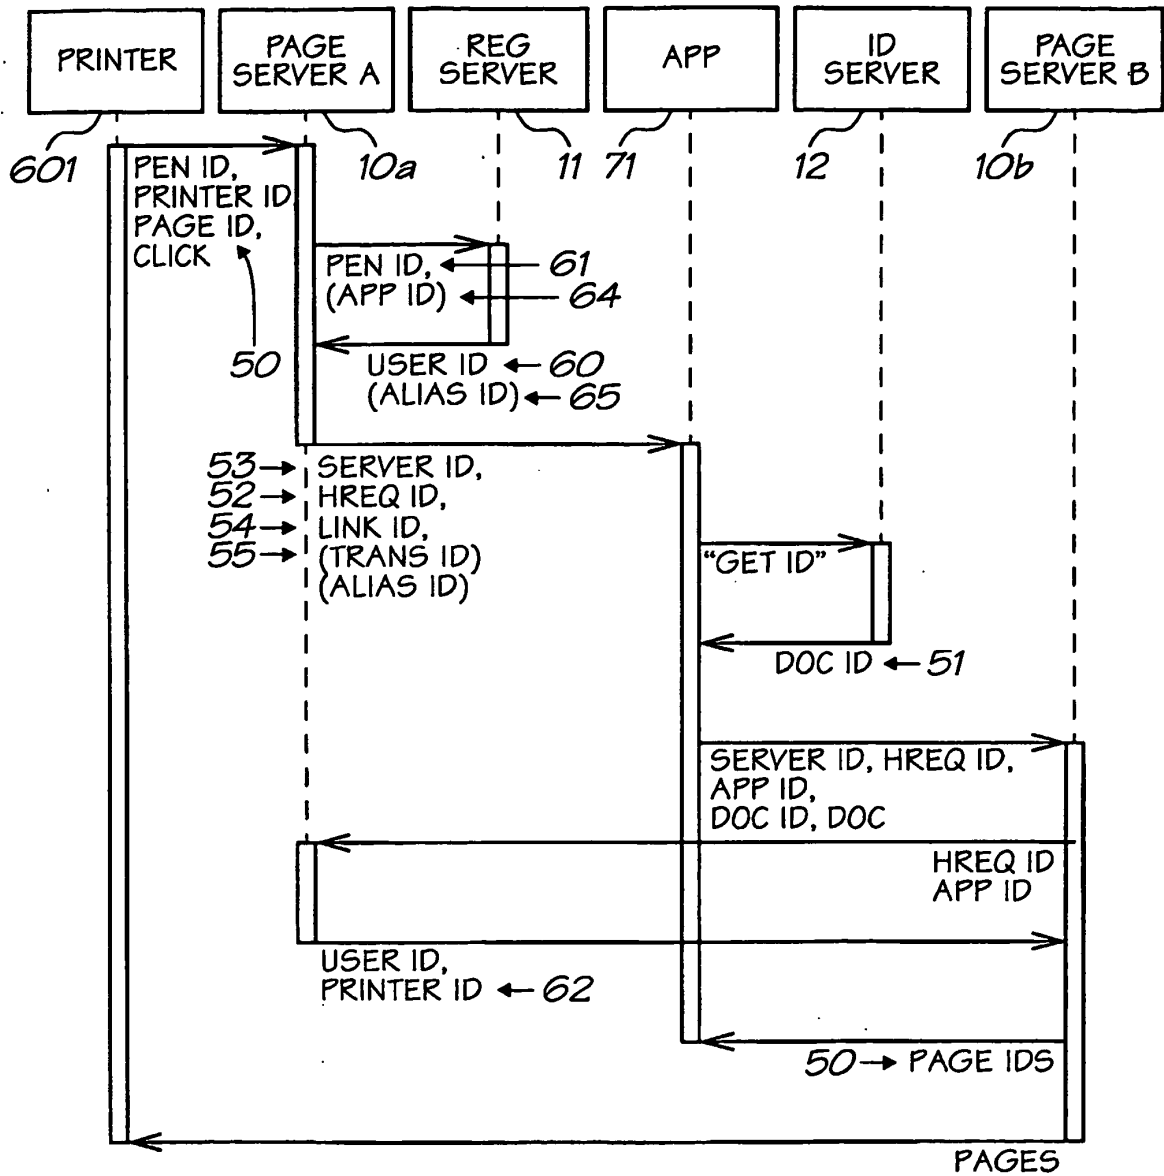 PRINTER
PAGE
SERVER A
REG
SERVER
APP
ID
SERVER
PAGE
SERVER B
601
10a
11
71
12
10b
PEN ID,
PRINTER ID
PAGE ID,
CLICK
50
PEN ID, 61
(APP ID) 64
USER ID 60
(ALIAS ID) 65
53 SERVER ID,
52 HREQ ID,
54 LINK ID,
55 (TRANS ID)
(ALIAS ID)
“GET ID”
DOC ID 51
SERVER ID, HREQ ID,
APP ID,
DOC ID, DOC
HREQ ID
APP ID
USER ID,
PRINTER ID 62
50 PAGE IDS
PAGES